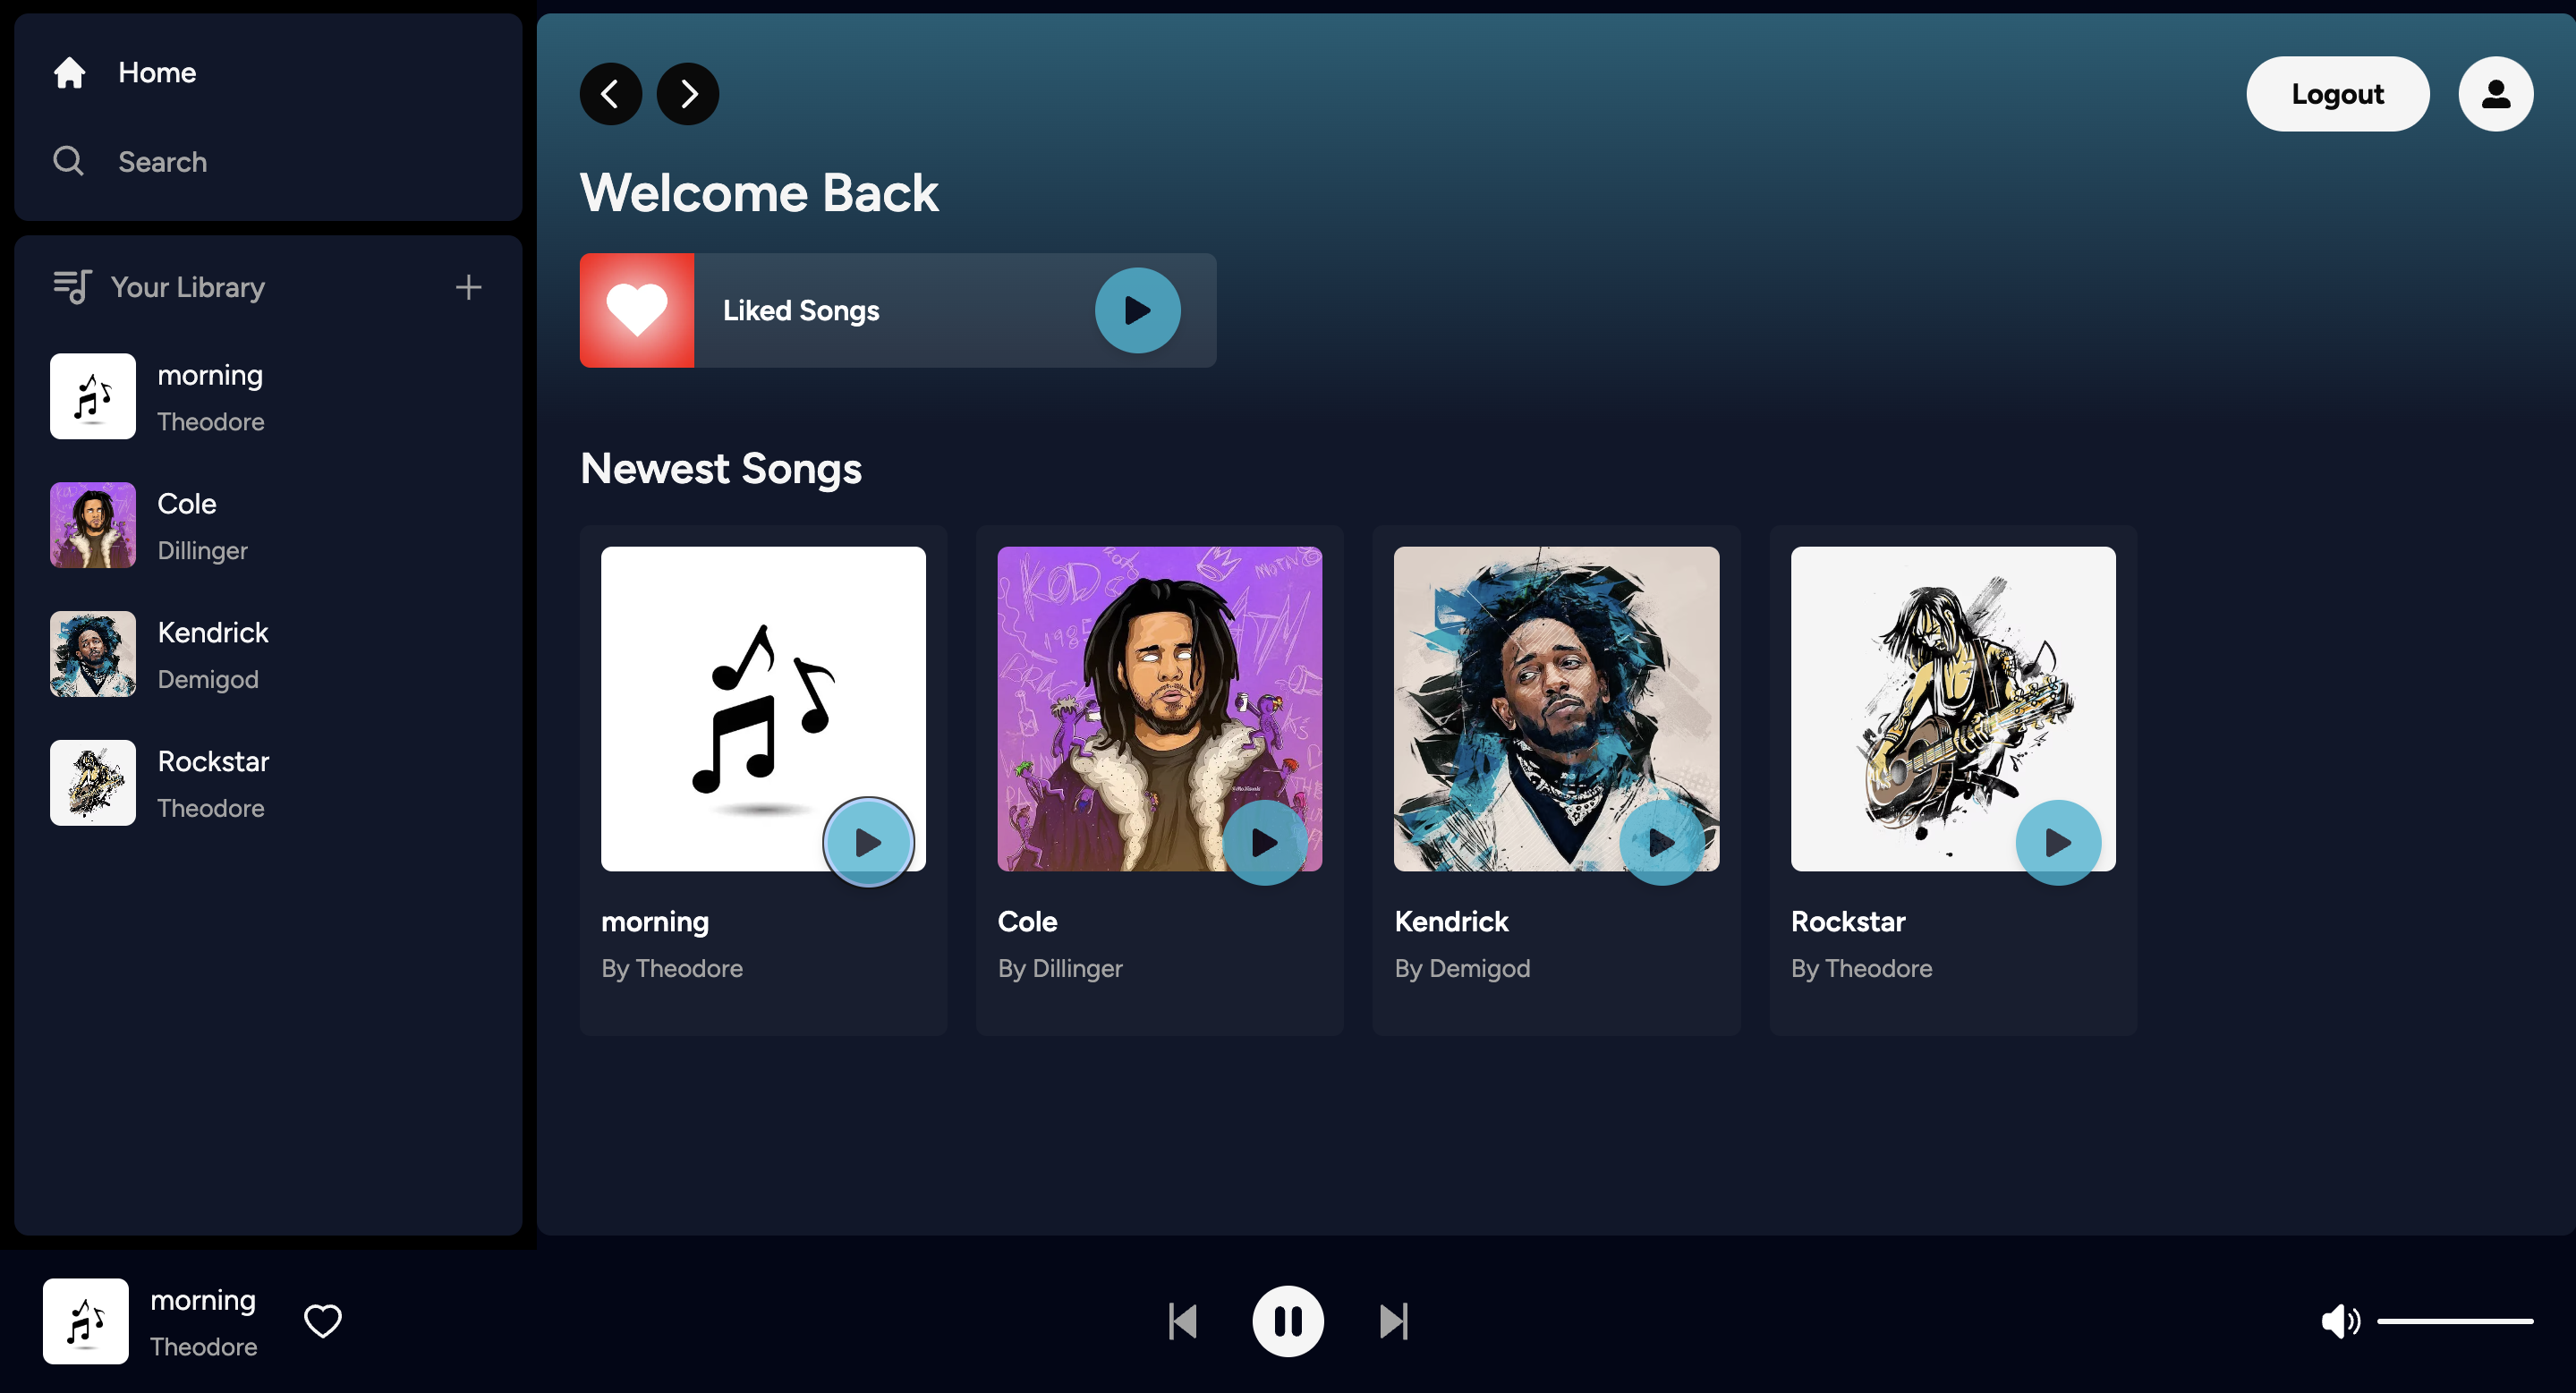 Home
Search
Your Library
morning
Theodore
Cole
Dillinger
Kendrick
Demigod
Rockstar
Theodore
Logout
Welcome Back
Liked Songs
Newest Songs
KOD
morning
By Theodore
Cole
By Dillinger
Kendrick
By Demigod
Rockstar
By Theodore
morning
Theodore